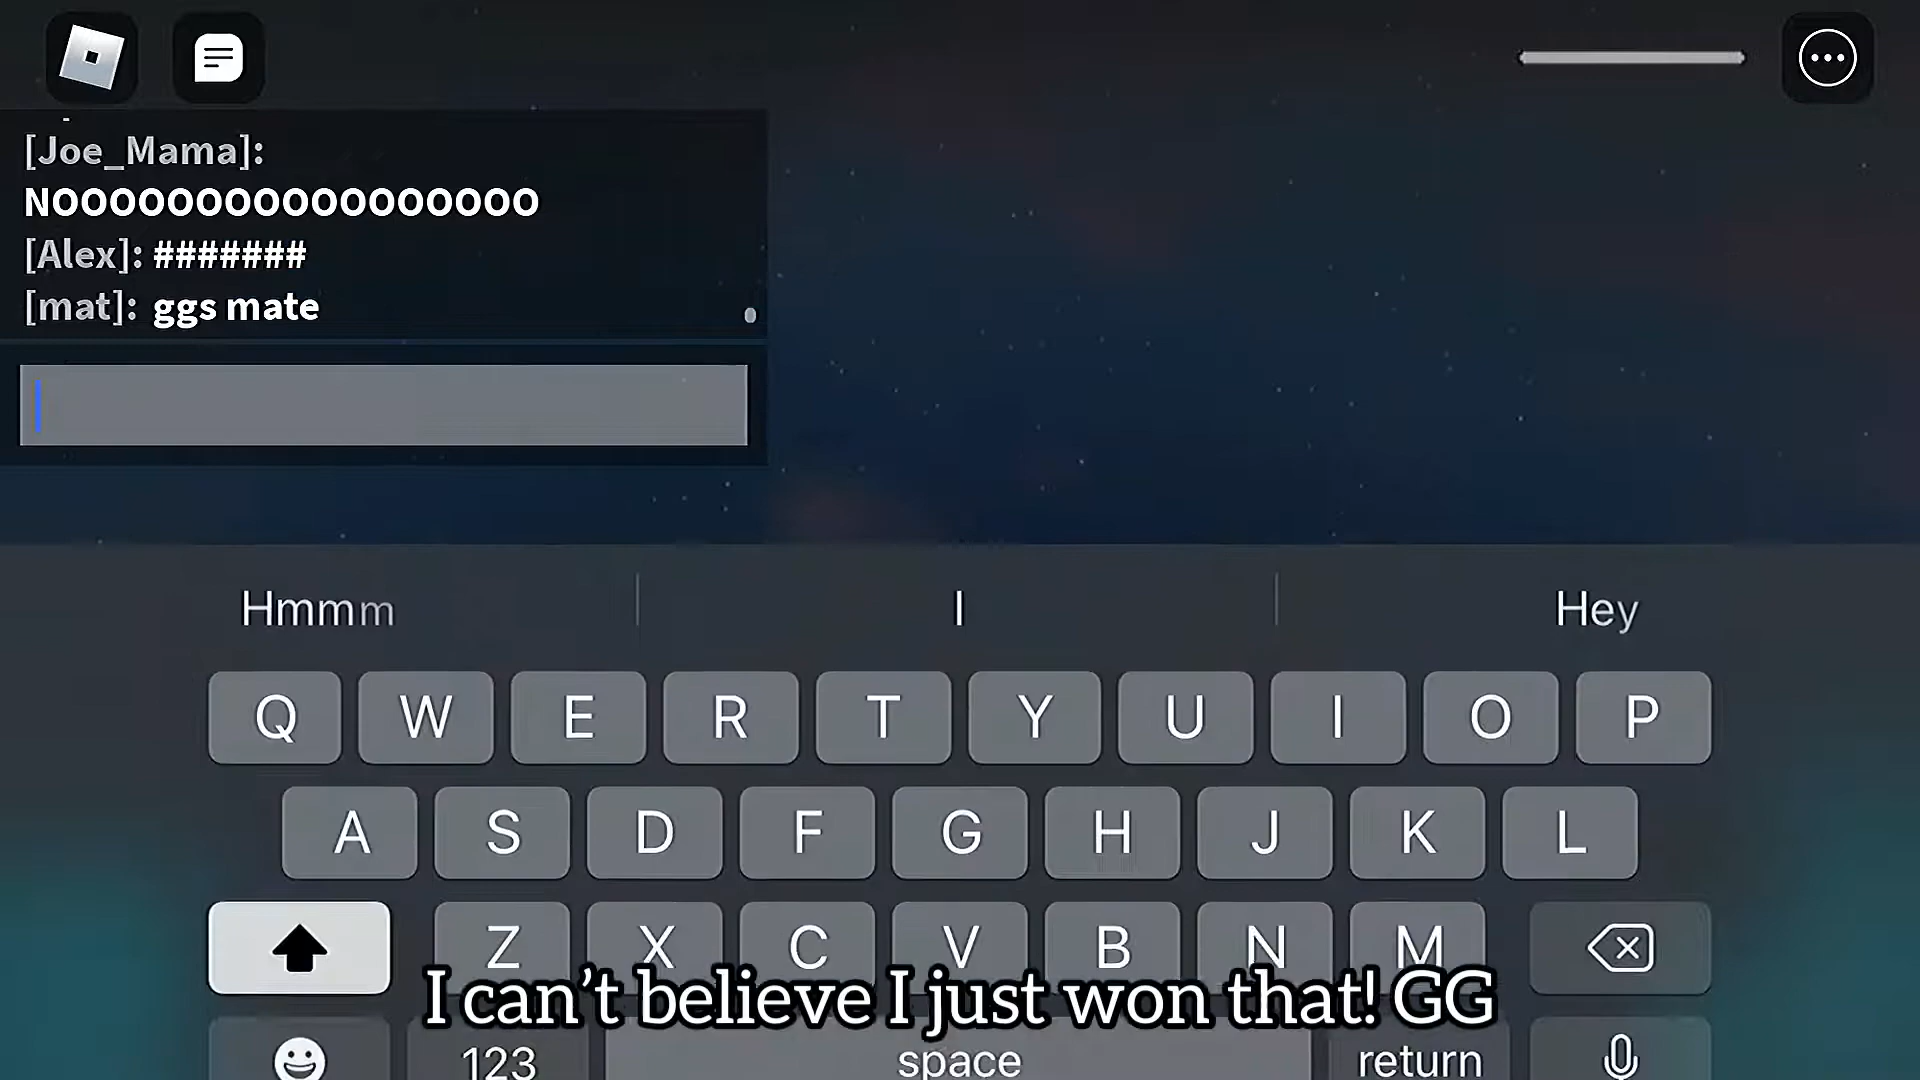 [Joe_Mama]:
NOOOOOOOOOOOOOOOOO
[Alex]: #######
[mat]: ggs mate
Hmmm I Hey
Q W E R T Y U I O P
A S D F G H J K L
Z X C V B N M
I can’t believe I just won that! GG
123 space return